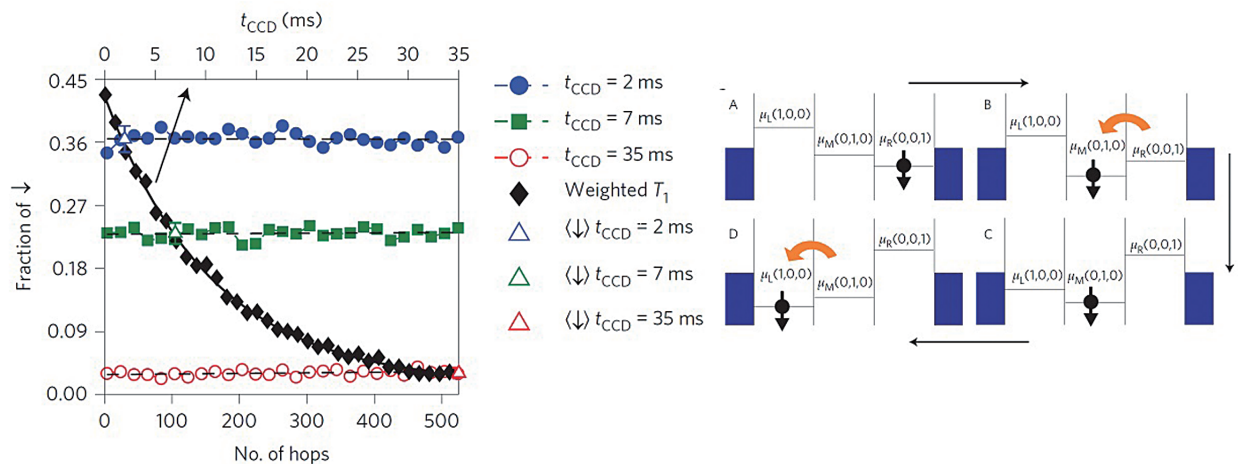 t_CCD (ms)
0 5 10 15 20 25 30 35
0.45
0.36
0.27
0.18
0.09
0.00
Fraction of ↓
0 100 200 300 400 500
No. of hops
t_CCD = 2 ms
t_CCD = 7 ms
t_CCD = 35 ms
Weighted T_1
⟨↓⟩ t_CCD = 2 ms
⟨↓⟩ t_CCD = 7 ms
⟨↓⟩ t_CCD = 35 ms
A
μ_L(1,0,0)
μ_M(0,1,0)
μ_R(0,0,1)
B
μ_L(1,0,0)
μ_M(0,1,0)
μ_R(0,0,1)
D
μ_L(1,0,0)
μ_M(0,1,0)
μ_R(0,0,1)
C
μ_L(1,0,0)
μ_M(0,1,0)
μ_R(0,0,1)